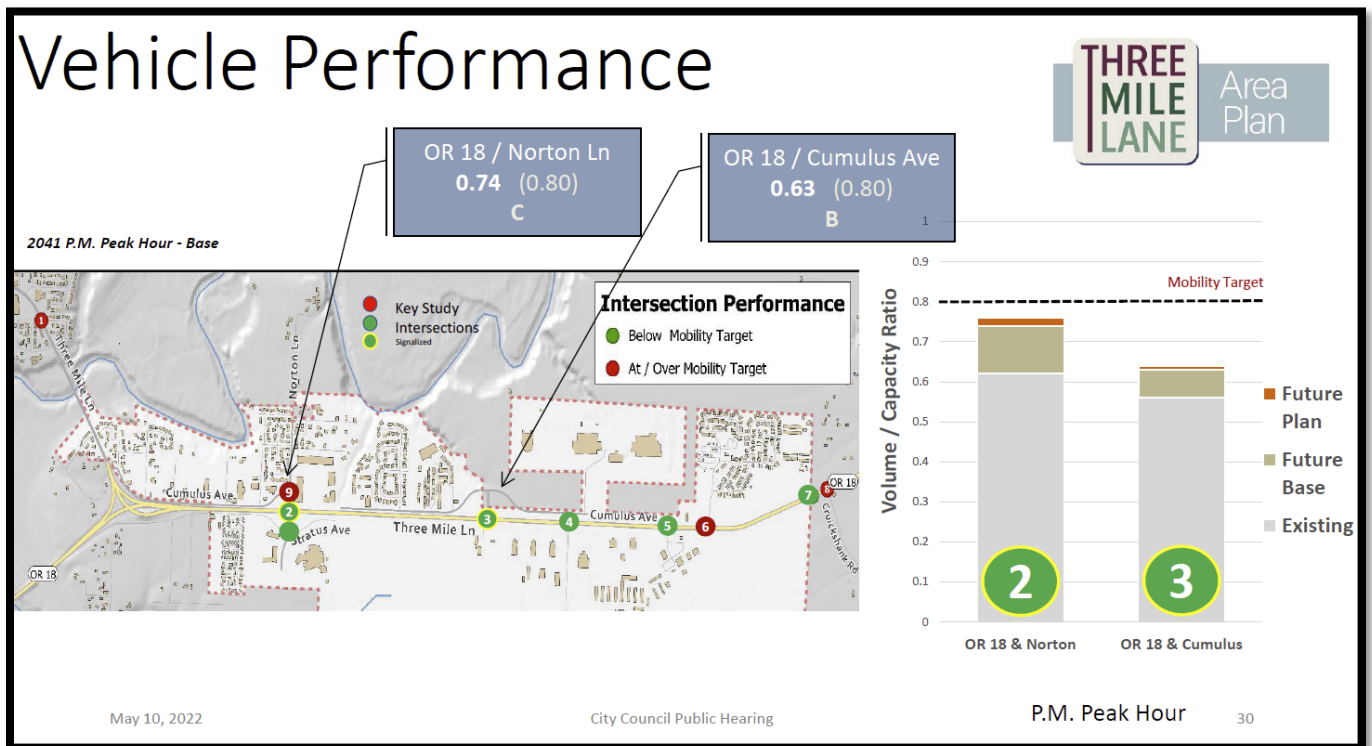 Vehicle Performance
THREE
MILE
LANE
Area
Plan
OR 18 / Norton Ln
0.74 (0.80)
C
OR 18 / Cumulus Ave
0.63 (0.80)
B
2041 P.M. Peak Hour - Base
Key Study
Intersections
Signalized
Intersection Performance
Below Mobility Target
At / Over Mobility Target
1
Three Mile Ln
Norton Ln
Cumulus Ave
9
2
Stratus Ave
Three Mile Ln
3
4
Cumulus Ave
5
6
7
8
OR 18
Cruickshank Rd
OR 18
Volume / Capacity Ratio
1
0.9
0.8
0.7
0.6
0.5
0.4
0.3
0.2
0.1
0
Mobility Target
2
3
OR 18 & Norton
OR 18 & Cumulus
Future
Plan
Future
Base
Existing
May 10, 2022
City Council Public Hearing
P.M. Peak Hour
30